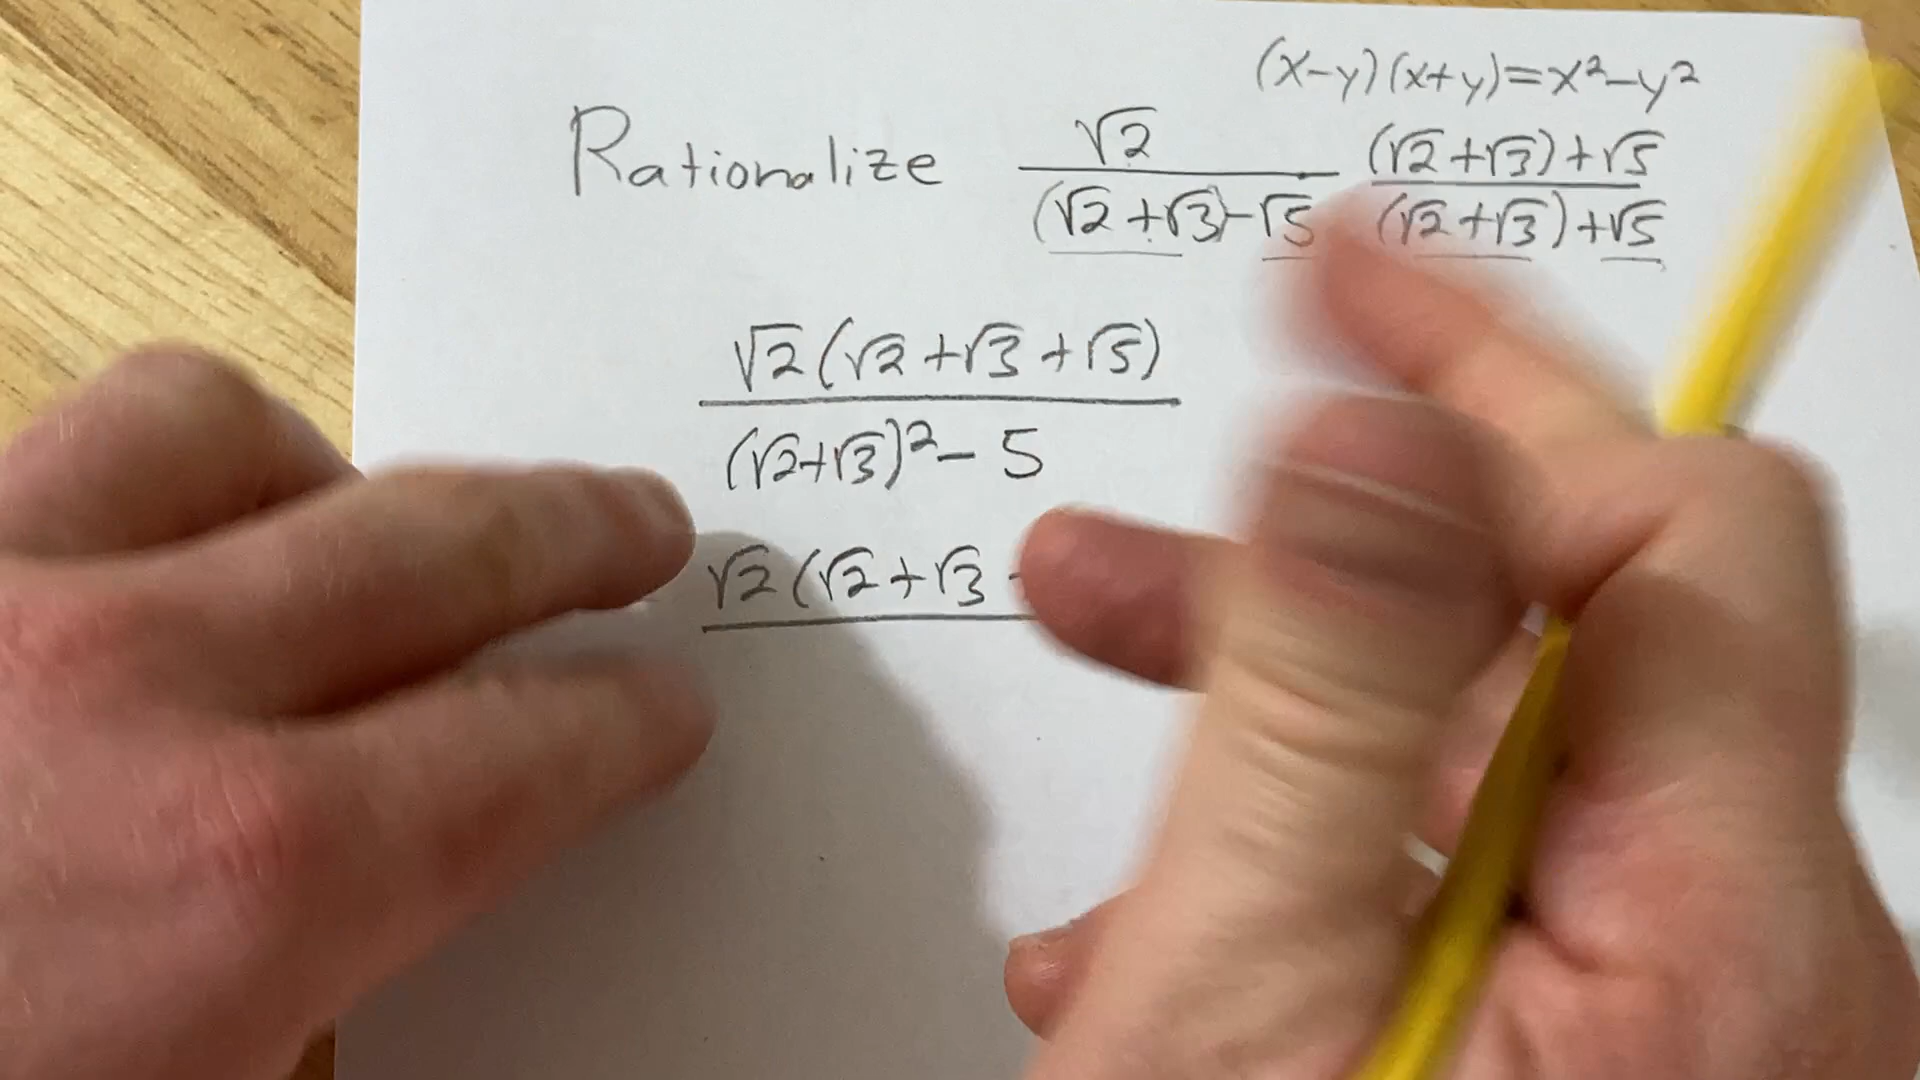 (x-y)(x+y)=x²-y²
Rationalize √2 / ((√2+√3)-√5) ((√2+√3)+√5) / ((√2+√3)+√5)
√2(√2+√3+√5)
(√2+√3)²- 5
√2(√2+√3